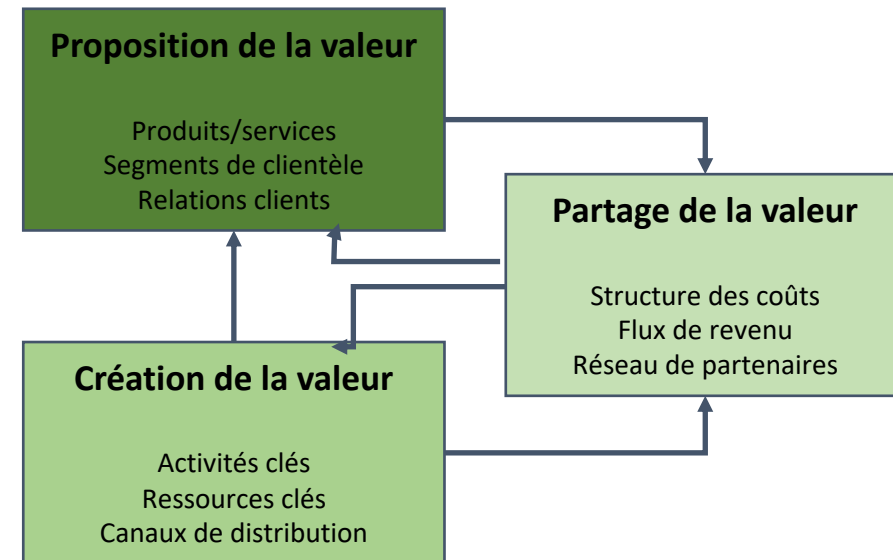 Proposition de la valeur
Produits/services
Segments de clientèle
Relations clients
Partage de la valeur
Structure des coûts
Flux de revenu
Réseau de partenaires
Création de la valeur
Activités clés
Ressources clés
Canaux de distribution